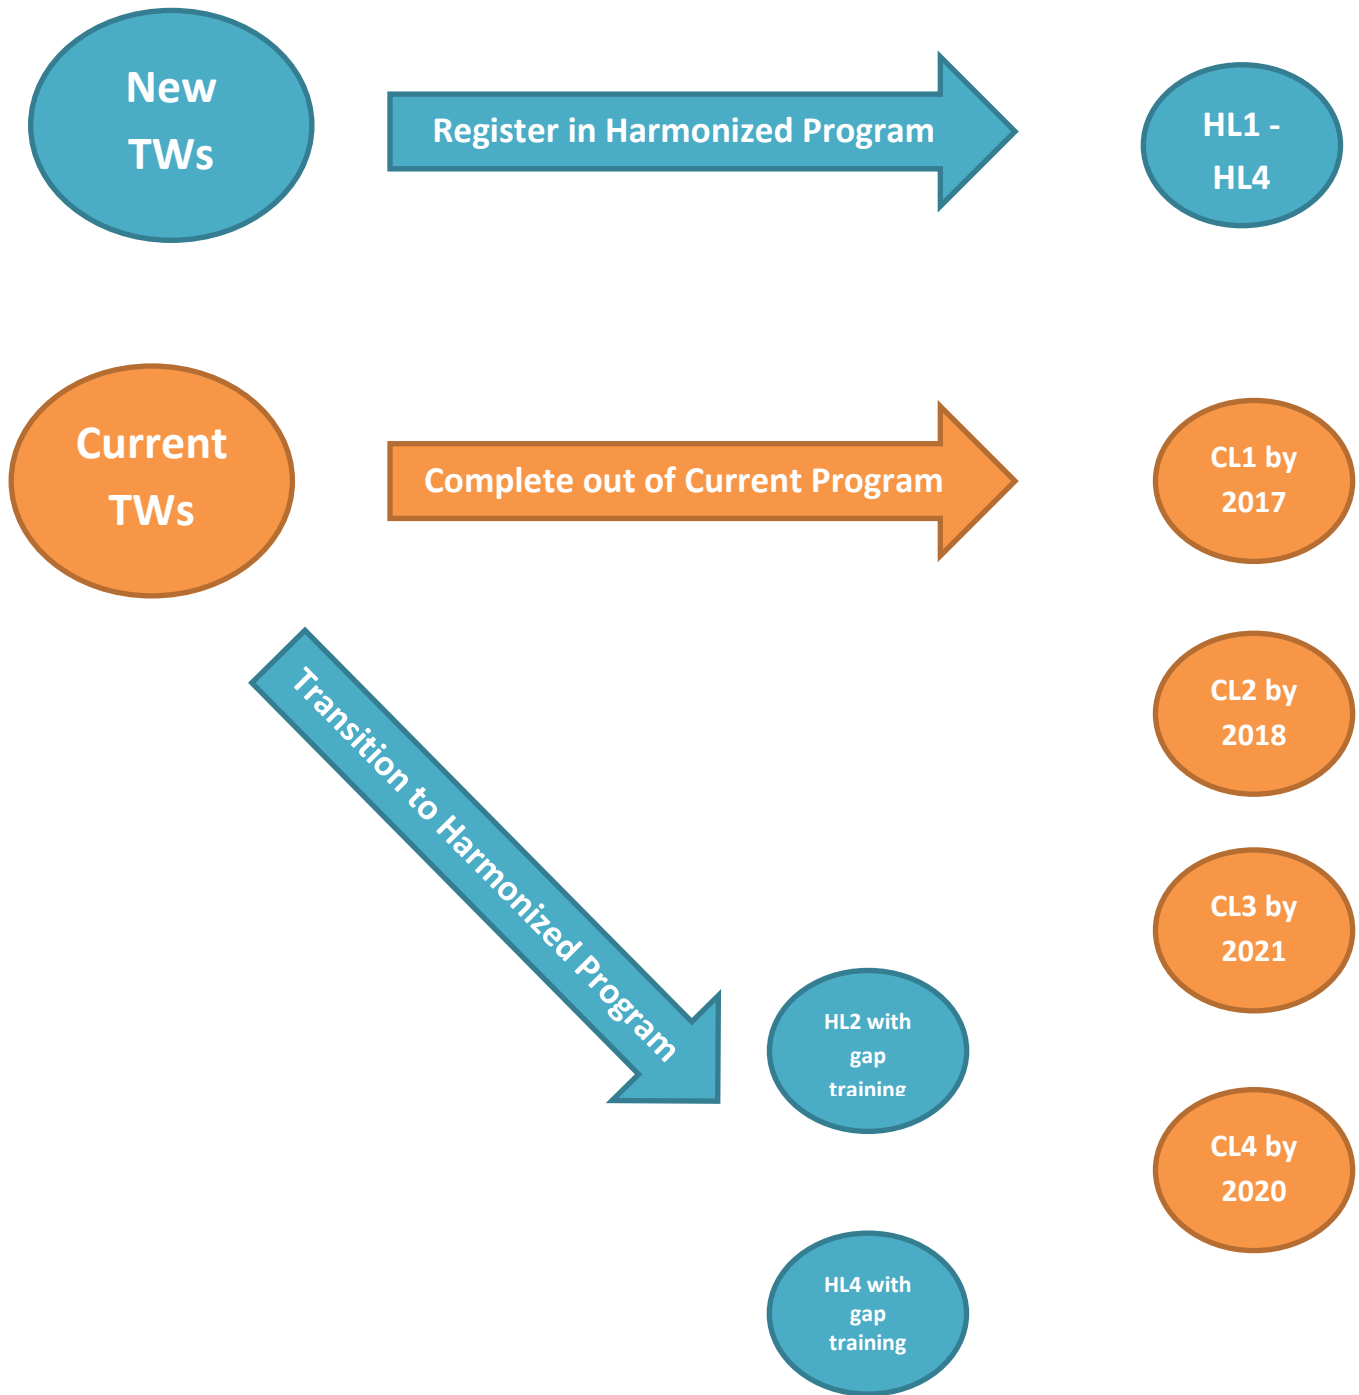 New
TWs
Register in Harmonized Program
HL1 -
HL4
Current
TWs
Complete out of Current Program
CL1 by
2017
CL2 by
2018
Transition to Harmonized Program
CL3 by
2021
HL2 with
gap
training
CL4 by
2020
HL4 with
gap
training